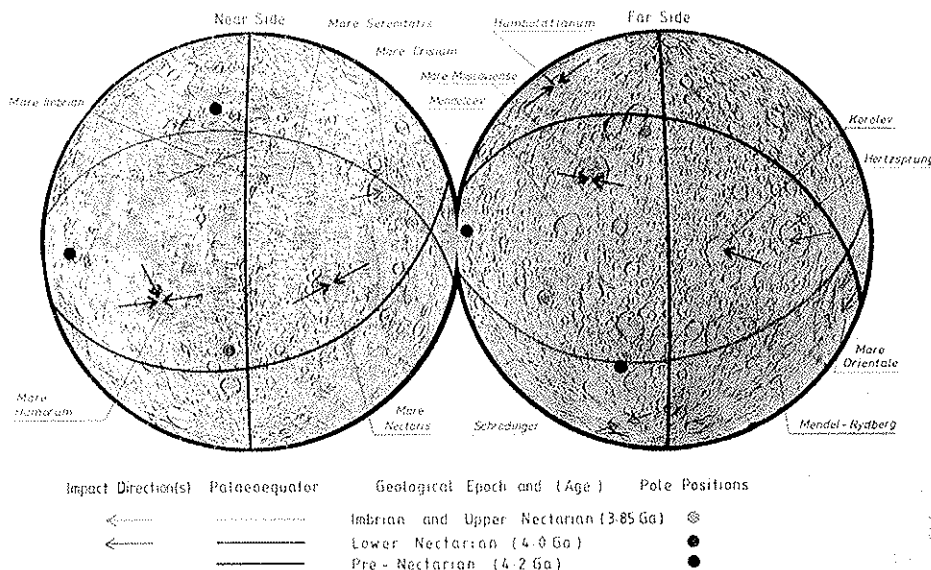 Near Side
Far Side
Mare Serenitatis
Humboldtianum
Mare Crisium
Mare Moscoviense
Mendeleev
Mare Imbrian
Korolev
Hertzsprung
Mare Orientale
Mare Humorum
Mare Nectaris
Schrodinger
Mendel-Rydberg
Impact Direction(s) Palaeoequator Geological Epoch and (Age) Pole Positions
Imbrian and Upper Nectarian (3·85 Ga)
Lower Nectarian (4·0 Ga)
Pre-Nectarian (4·2 Ga)